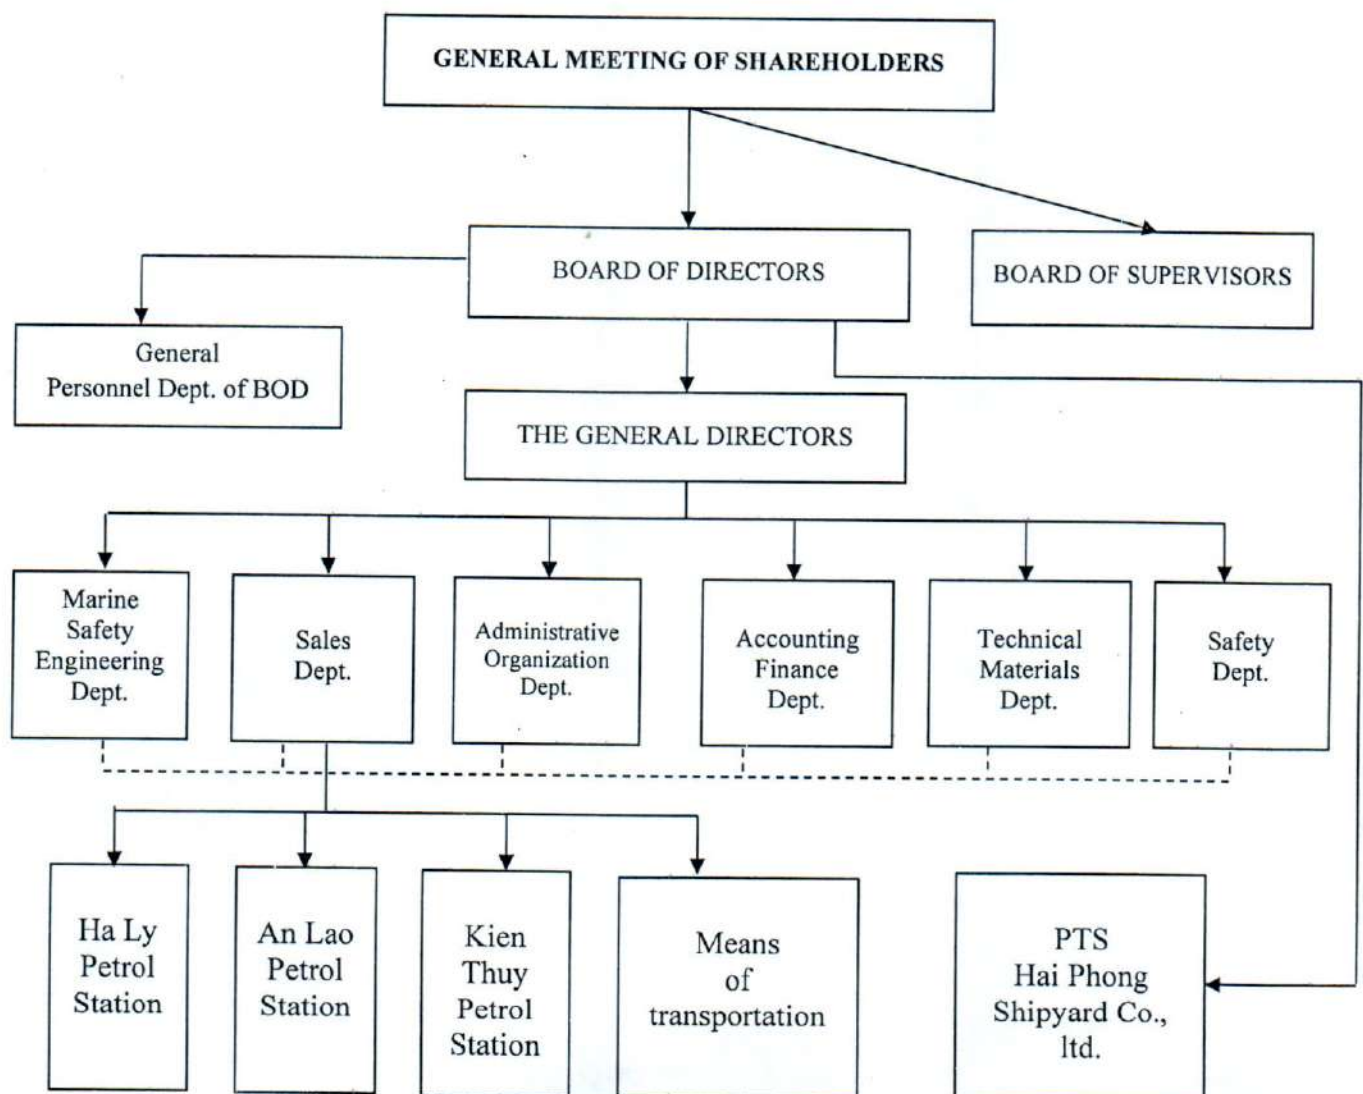 GENERAL MEETING OF SHAREHOLDERS
BOARD OF DIRECTORS
BOARD OF SUPERVISORS
General
Personnel Dept. of BOD
THE GENERAL DIRECTORS
Marine
Safety
Engineering
Dept.
Sales
Dept.
Administrative
Organization
Dept.
Accounting
Finance
Dept.
Technical
Materials
Dept.
Safety
Dept.
Ha Ly
Petrol
Station
An Lao
Petrol
Station
Kien
Thuy
Petrol
Station
Means
of
transportation
PTS
Hai Phong
Shipyard Co.,
ltd.